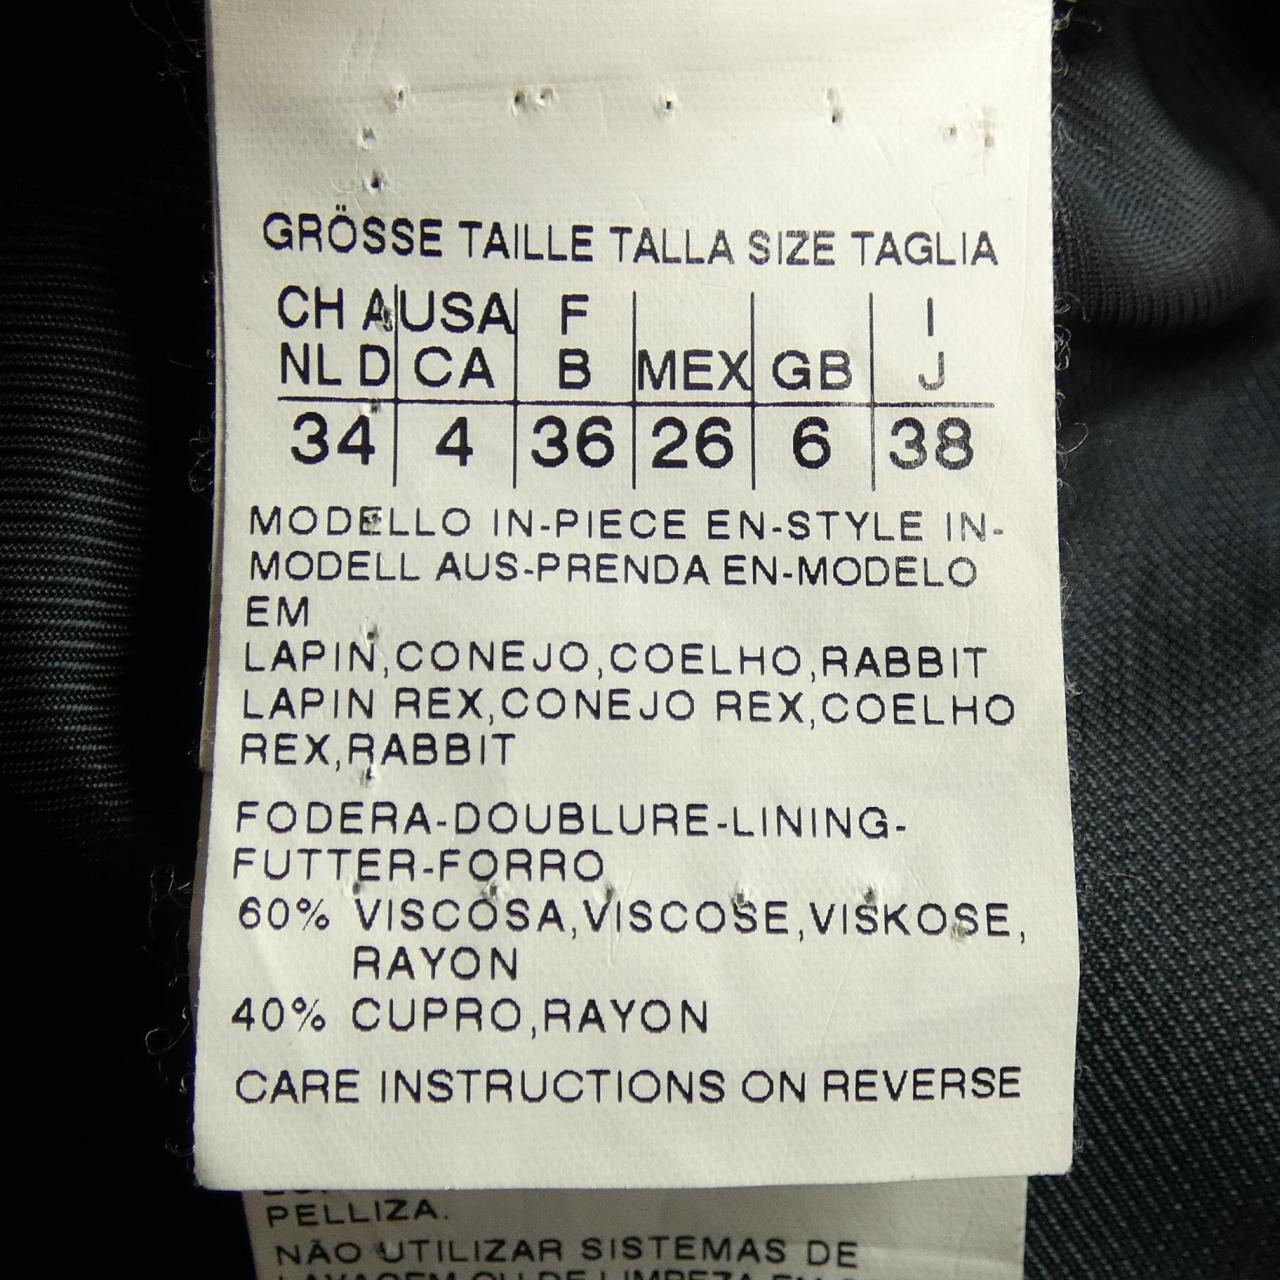 GRÖSSE TAILLE TALLA SIZE TAGLIA
CH A USA F I
NL D CA B MEX GB J
34 4 36 26 6 38
MODELLO IN-PIECE EN-STYLE IN-
MODELL AUS-PRENDA EN-MODELO
EM
LAPIN,CONEJO,COELHO,RABBIT
LAPIN REX,CONEJO REX,COELHO
REX,RABBIT
FODERA-DOUBLURE-LINING-
FUTTER-FORRO
60% VISCOSA,VISCOSE,VISKOSE,
RAYON
40% CUPRO,RAYON
CARE INSTRUCTIONS ON REVERSE
PELLIZA.
NÃO UTILIZAR SISTEMAS DE